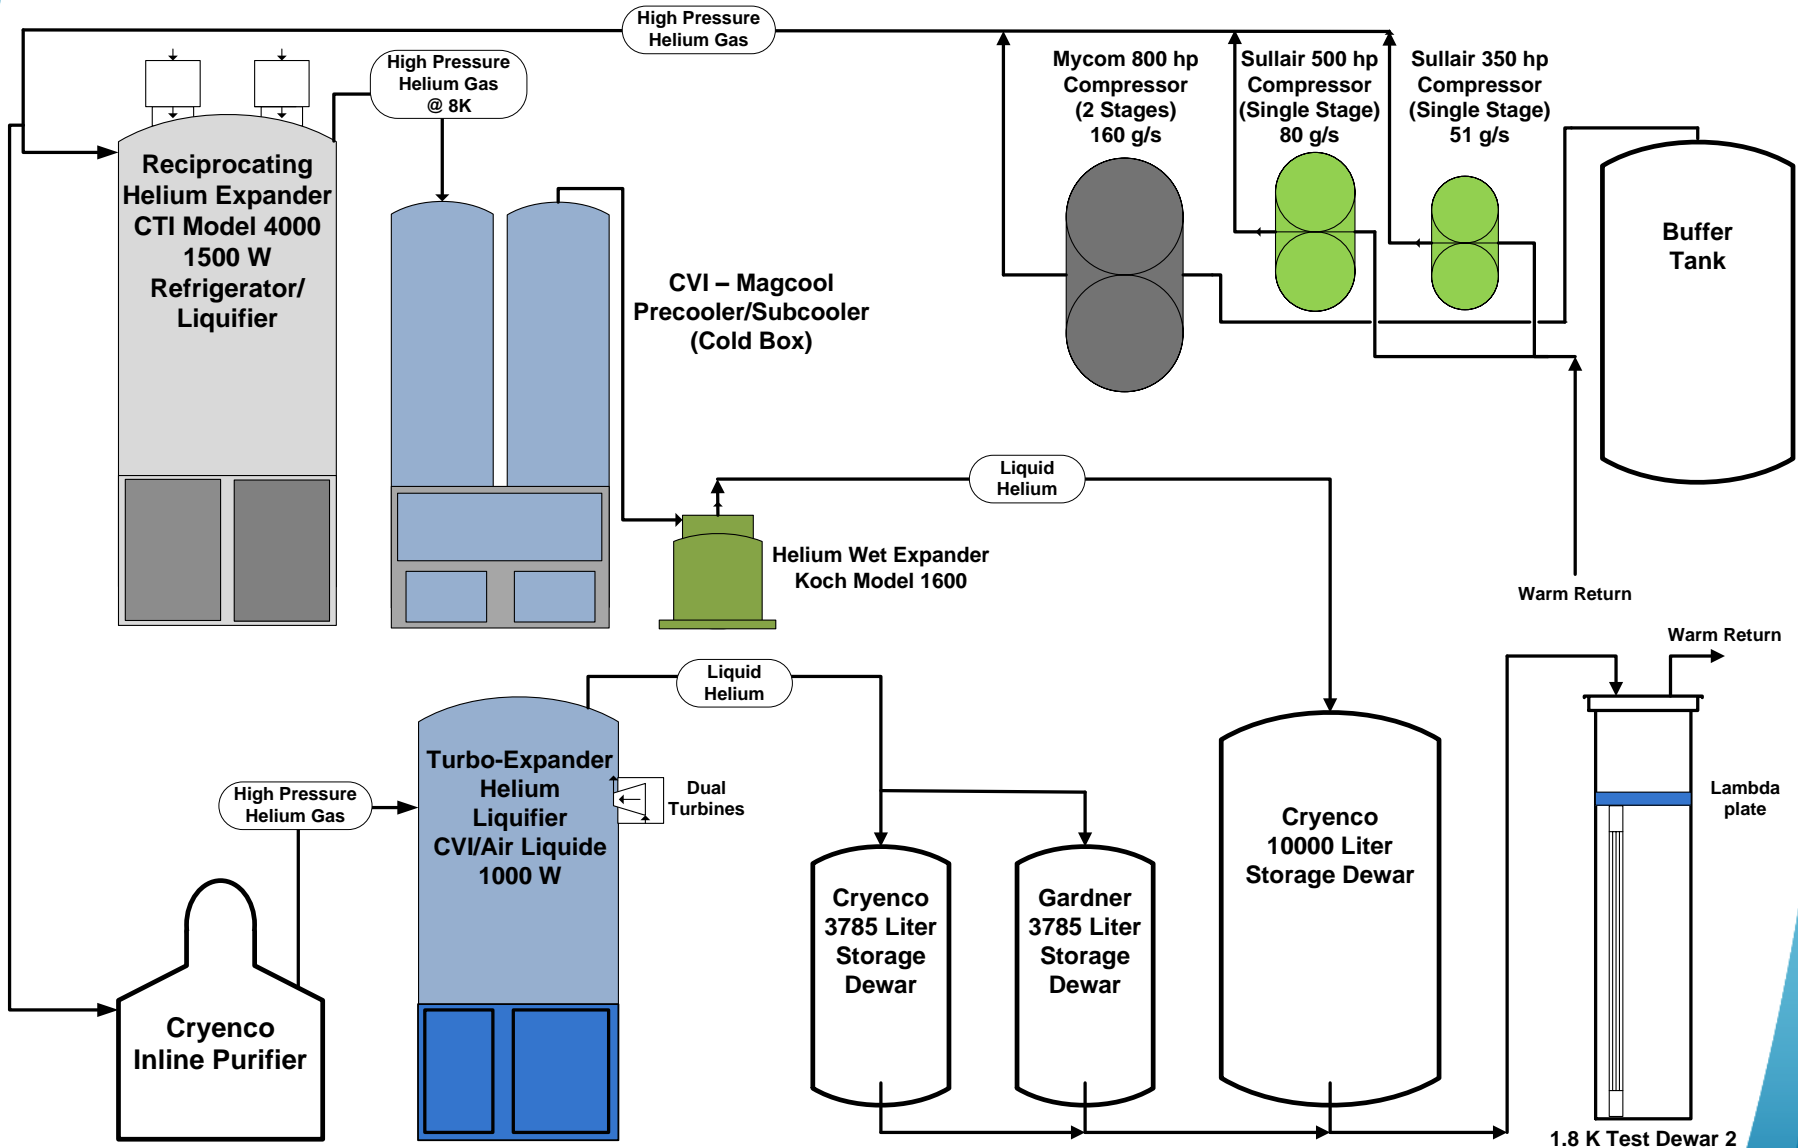 High Pressure
Helium Gas
High Pressure
Helium Gas
@ 8K
Mycom 800 hp
Compressor
(2 Stages)
160 g/s
Sullair 500 hp
Compressor
(Single Stage)
80 g/s
Sullair 350 hp
Compressor
(Single Stage)
51 g/s
Reciprocating
Helium Expander
CTI Model 4000
1500 W
Refrigerator/
Liquifier
Buffer
Tank
CVI – Magcool
Precooler/Subcooler
(Cold Box)
Liquid
Helium
Helium Wet Expander
Koch Model 1600
Warm Return
Warm Return
Liquid
Helium
Turbo-Expander
Helium
Liquifier
CVI/Air Liquide
1000 W
Dual
Turbines
High Pressure
Helium Gas
Lambda
plate
Cryenco
10000 Liter
Storage Dewar
Cryenco
3785 Liter
Storage
Dewar
Gardner
3785 Liter
Storage
Dewar
Cryenco
Inline Purifier
1.8 K Test Dewar 2